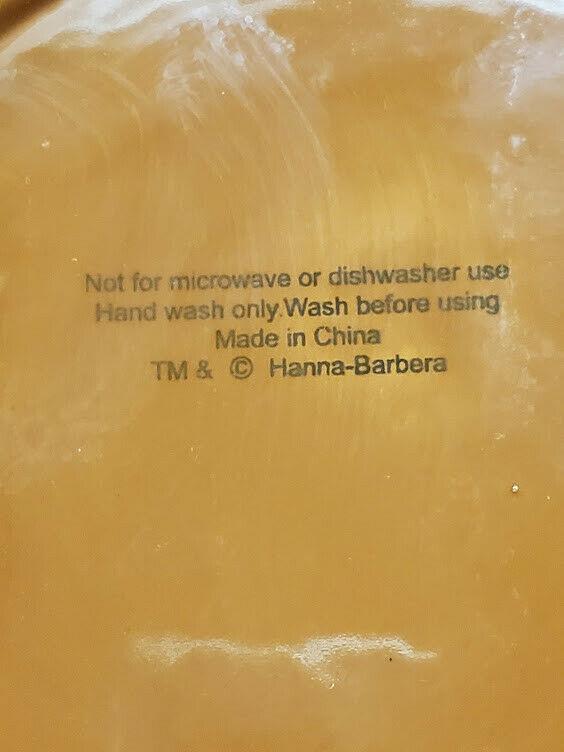 Not for microwave or dishwasher use
Hand wash only.Wash before using
Made in China
TM & © Hanna-Barbera